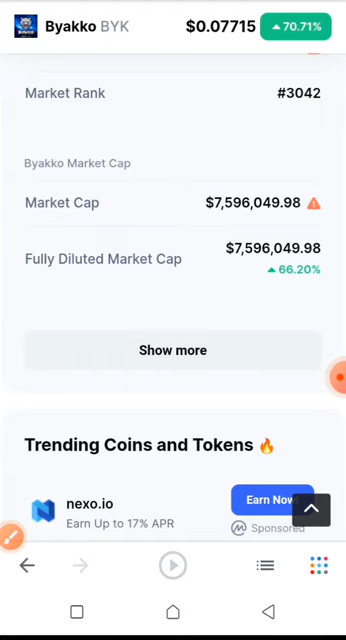 Byakko BYK $0.07715 70.71%
Market Rank #3042
Byakko Market Cap
Market Cap $7,596,049.98
$7,596,049.98
Fully Diluted Market Cap
66.20%
Show more
Trending Coins and Tokens 🔥
nexo.io Earn Now
Earn Up to 17% APR Sponsored